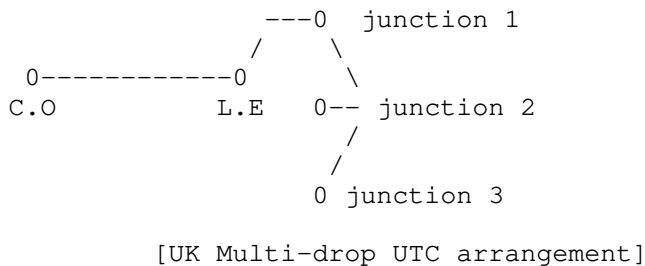 ---0 junction 1
/ \
0------------0 \
C.O L.E 0-- junction 2
/
/
0 junction 3
[UK Multi-drop UTC arrangement]